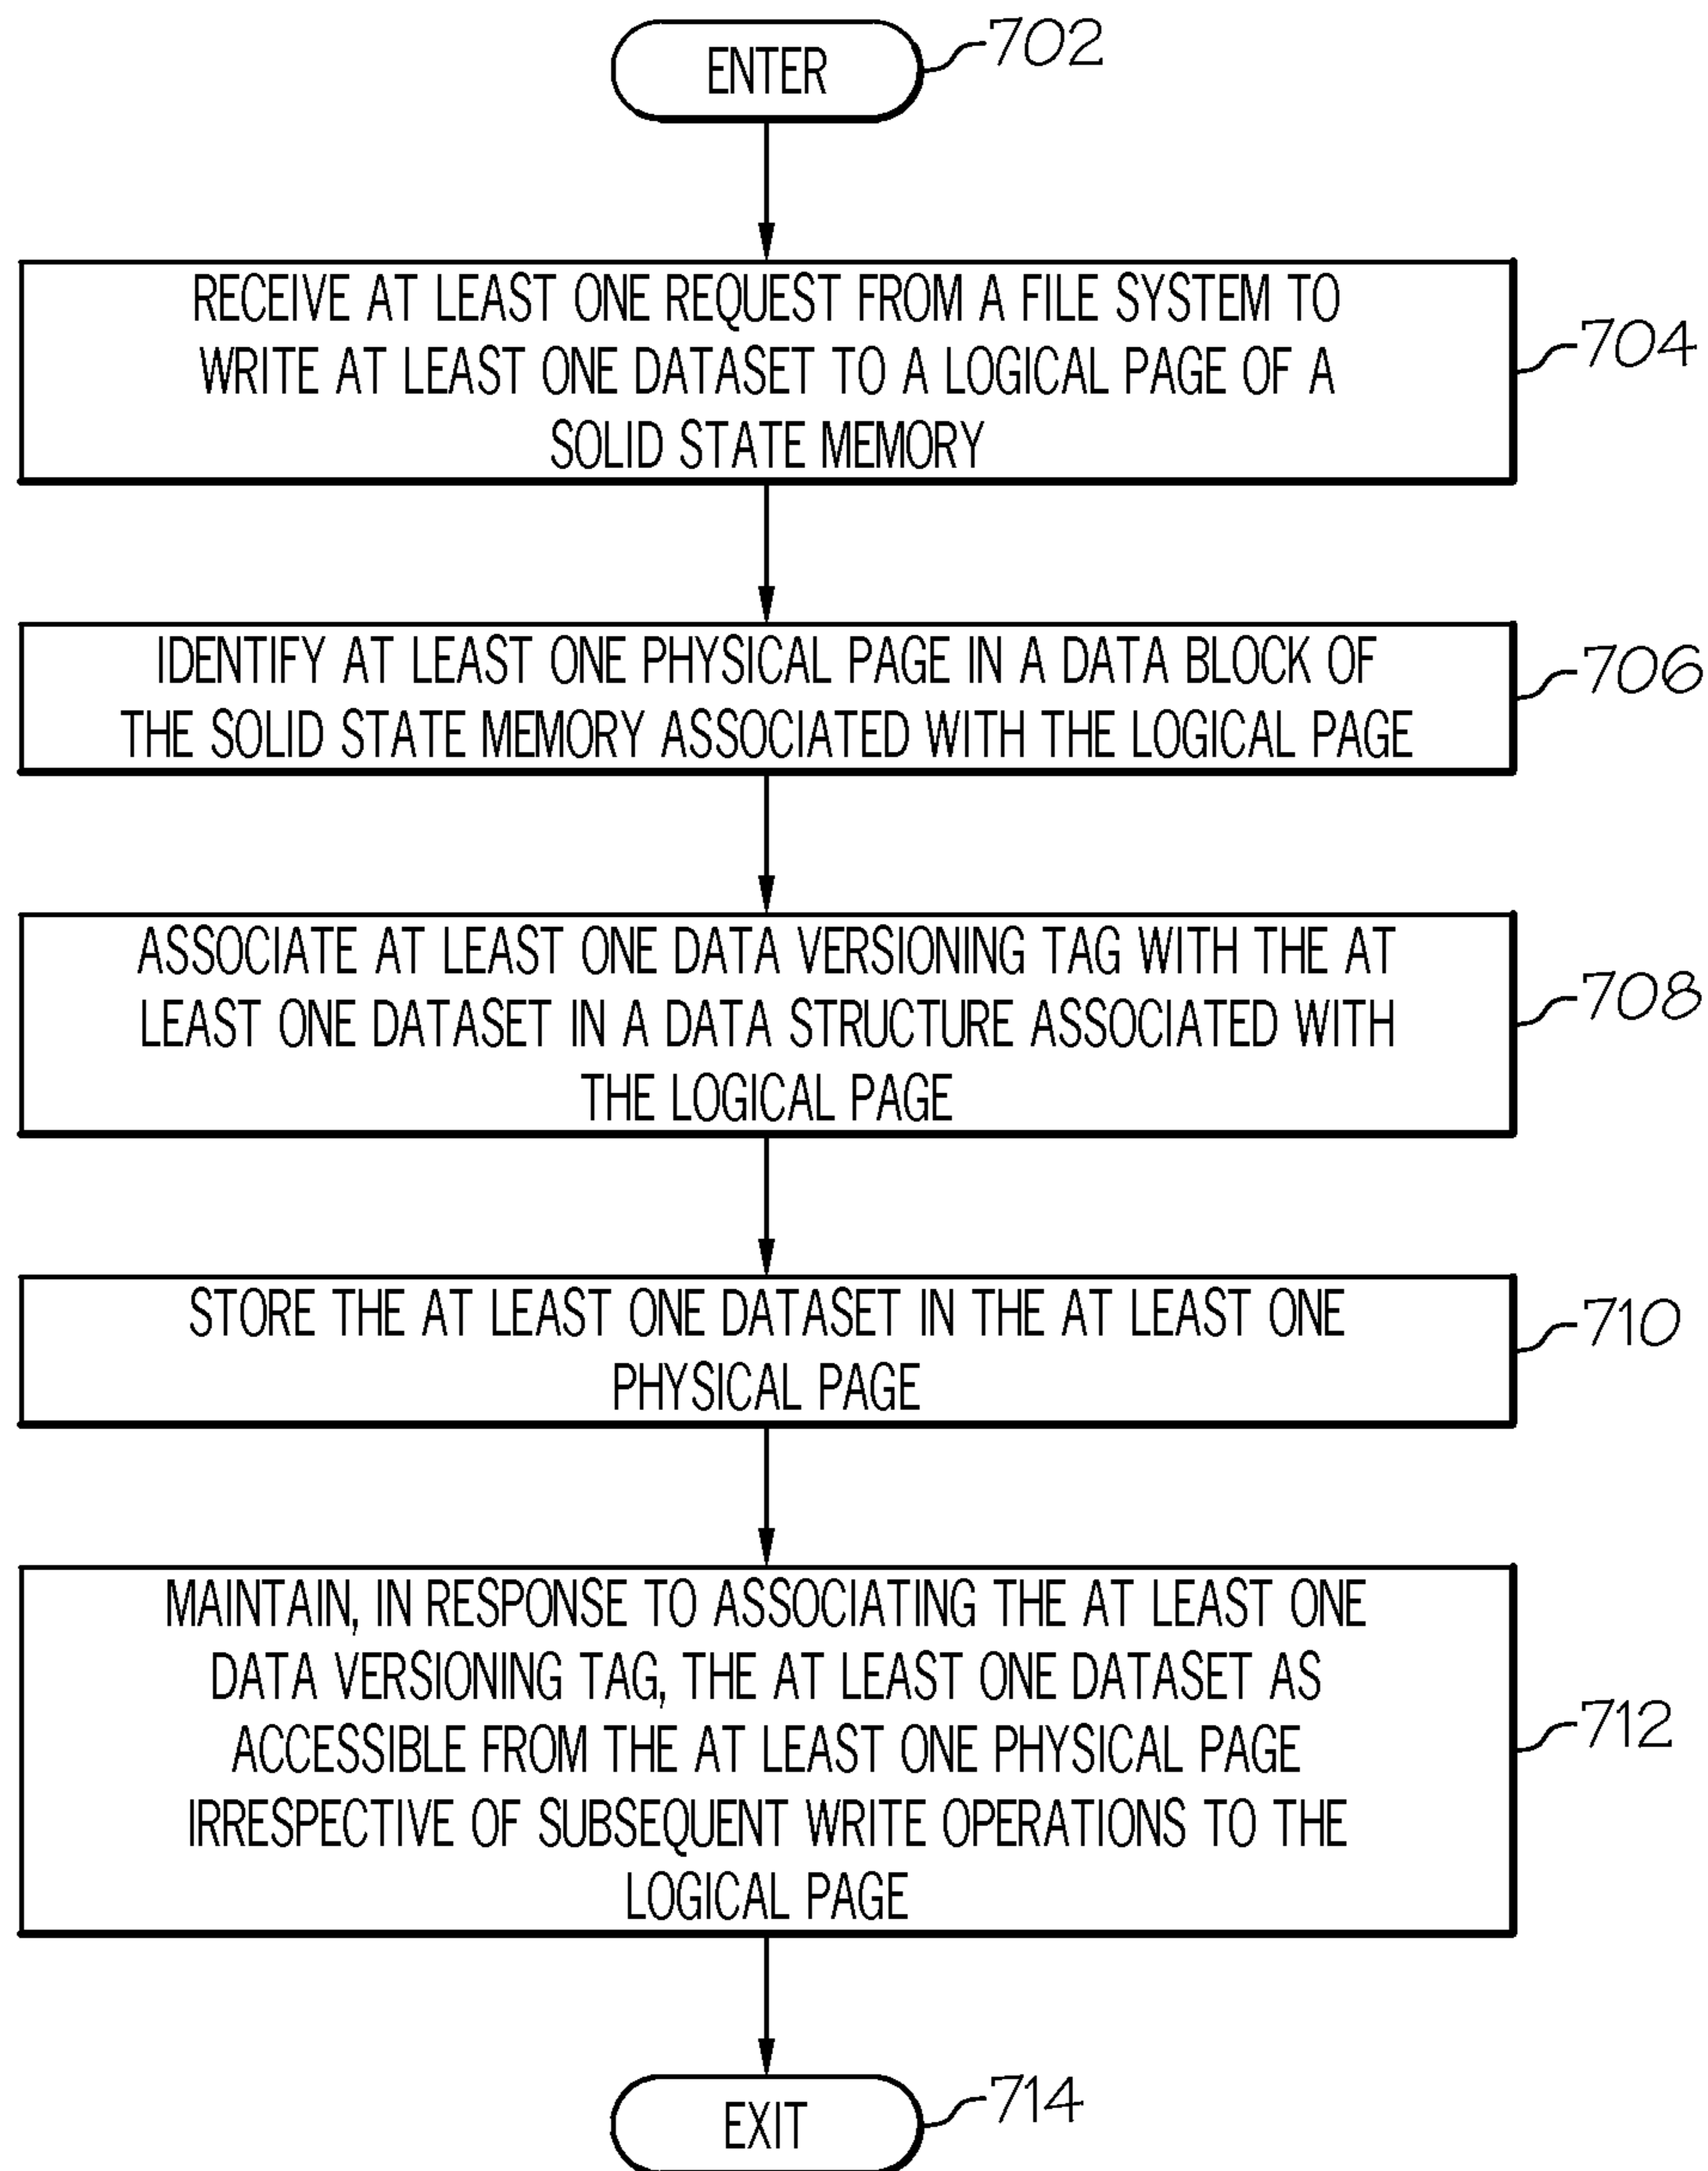 ENTER
702
RECEIVE AT LEAST ONE REQUEST FROM A FILE SYSTEM TO
WRITE AT LEAST ONE DATASET TO A LOGICAL PAGE OF A
SOLID STATE MEMORY
704
IDENTIFY AT LEAST ONE PHYSICAL PAGE IN A DATA BLOCK OF
THE SOLID STATE MEMORY ASSOCIATED WITH THE LOGICAL PAGE
706
ASSOCIATE AT LEAST ONE DATA VERSIONING TAG WITH THE AT
LEAST ONE DATASET IN A DATA STRUCTURE ASSOCIATED WITH
THE LOGICAL PAGE
708
STORE THE AT LEAST ONE DATASET IN THE AT LEAST ONE
PHYSICAL PAGE
710
MAINTAIN, IN RESPONSE TO ASSOCIATING THE AT LEAST ONE
DATA VERSIONING TAG, THE AT LEAST ONE DATASET AS
ACCESSIBLE FROM THE AT LEAST ONE PHYSICAL PAGE
IRRESPECTIVE OF SUBSEQUENT WRITE OPERATIONS TO THE
LOGICAL PAGE
712
EXIT
714